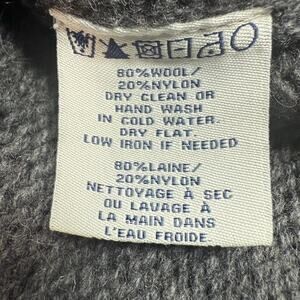 80%WOOL/
20%NYLON
DRY CLEAN OR
HAND WASH
IN COLD WATER.
DRY FLAT.
LOW IRON IF NEEDED
80%LAINE/
20%NYLON
NETTOYAGE À SEC
OU LAVAGE À
LA MAIN DANS
L'EAU FROIDE.